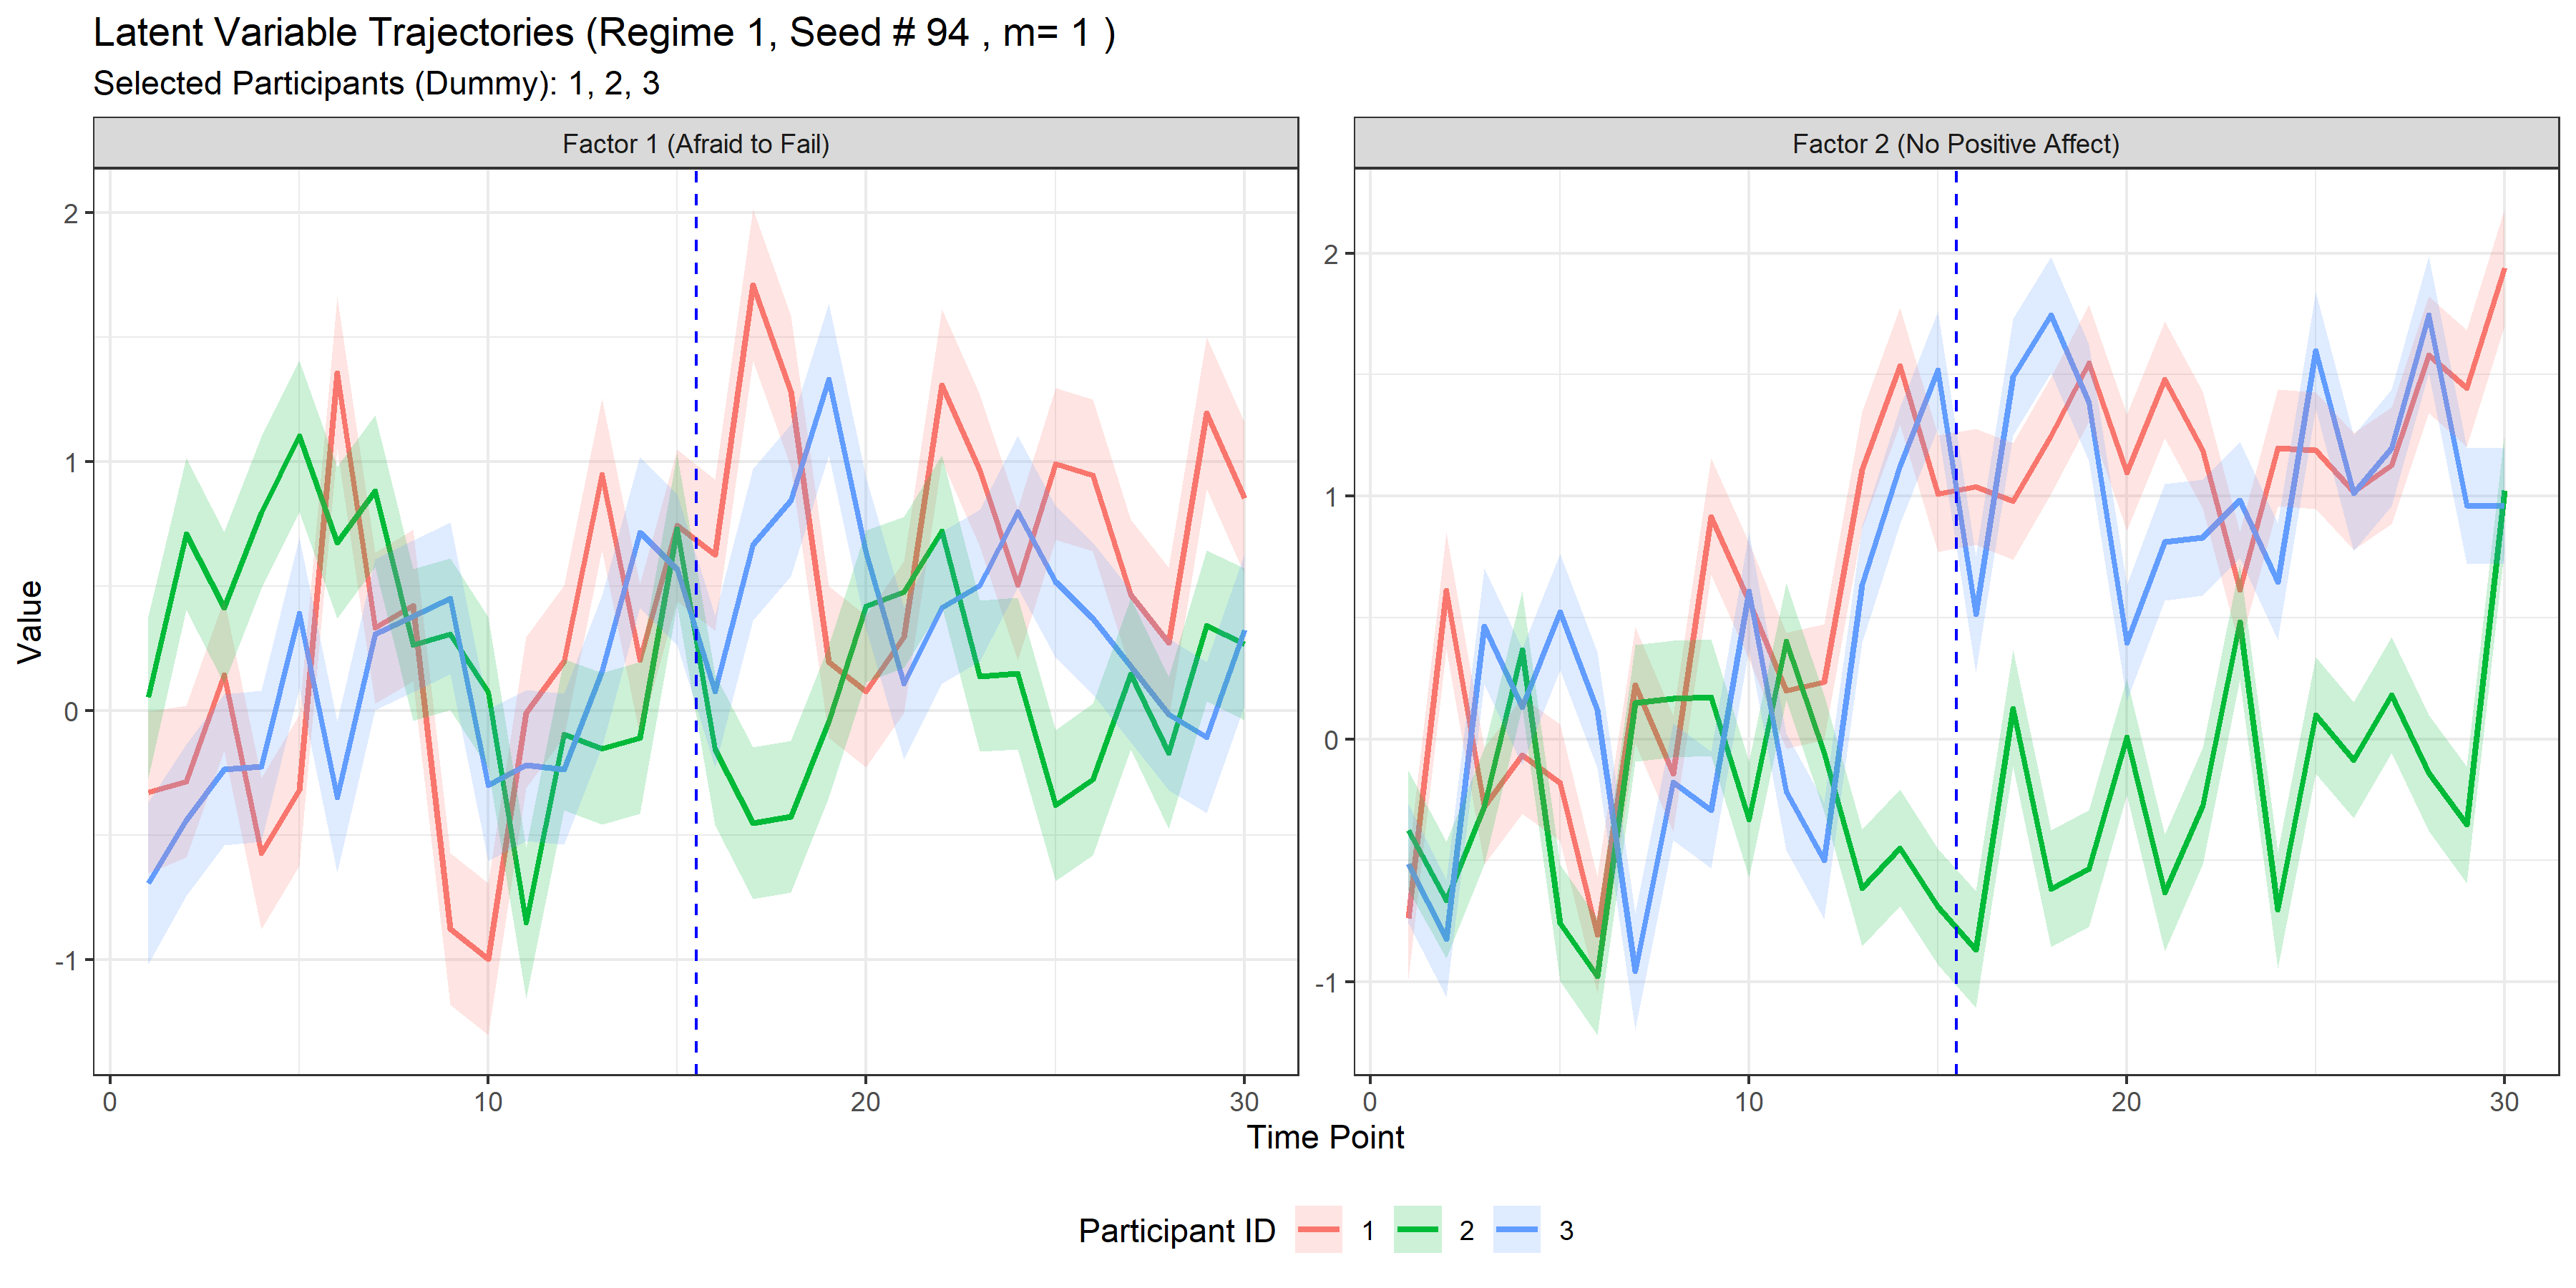 Latent Variable Trajectories (Regime 1, Seed # 94 , m= 1 )
Selected Participants (Dummy): 1, 2, 3
Factor 1 (Afraid to Fail)
Factor 2 (No Positive Affect)
Value
2
1
0
-1
2
1
0
-1
0 10 20 30
0 10 20 30
Time Point
Participant ID 1 2 3